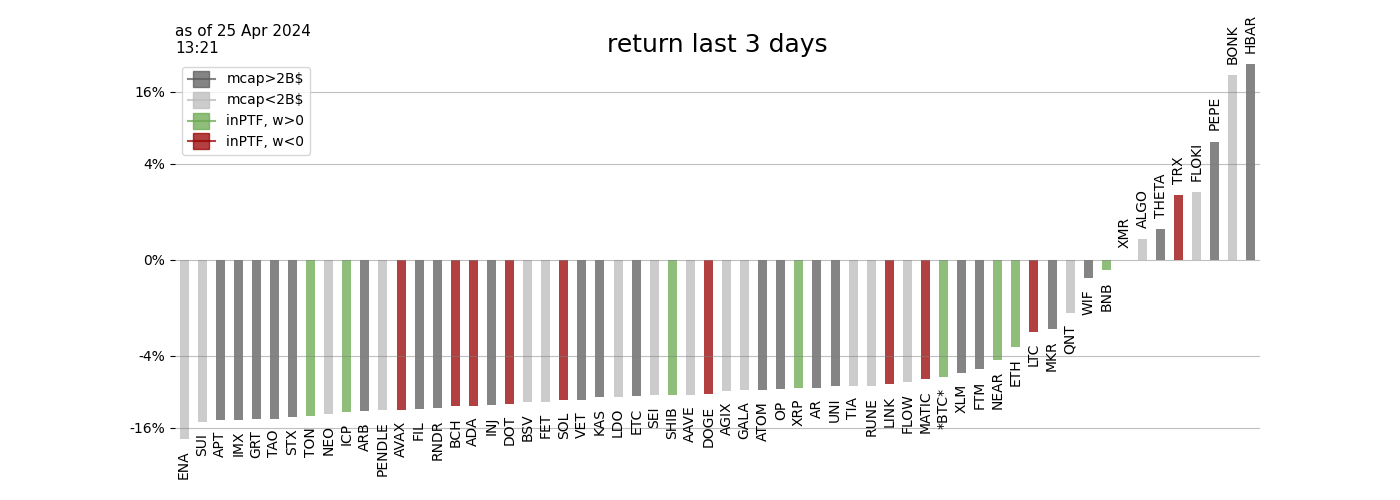 as of 25 Apr 2024
13:21
return last 3 days
mcap>2B$
mcap<2B$
inPTF, w>0
inPTF, w<0
16%
4%
0%
-4%
-16%
ENA
SUI
APT
IMX
GRT
TAO
STX
TON
NEO
ICP
ARB
PENDLE
AVAX
FIL
RNDR
BCH
ADA
INJ
DOT
BSV
FET
SOL
VET
KAS
LDO
ETC
SEI
SHIB
AAVE
DOGE
AGIX
GALA
ATOM
OP
XRP
AR
UNI
TIA
RUNE
LINK
FLOW
MATIC
*BTC*
XLM
FTM
NEAR
ETH
LTC
MKR
QNT
WIF
BNB
XMR
ALGO
THETA
TRX
FLOKI
PEPE
BONK
HBAR